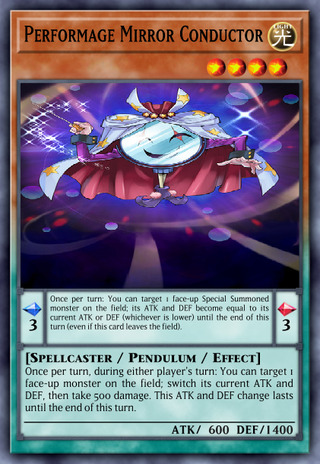 PERFORMAGE MIRROR CONDUCTOR
LIGHT
光
Once per turn: You can target 1 face-up Special Summoned
monster on the field; its ATK and DEF become equal to its
current ATK or DEF (whichever is lower) until the end of this
turn (even if this card leaves the field).
3
3
[SPELLCASTER / PENDULUM / EFFECT]
Once per turn, during either player's turn: You can target 1
face-up monster on the field; switch its current ATK and
DEF, then take 500 damage. This ATK and DEF change lasts
until the end of this turn.
ATK/ 600 DEF/1400